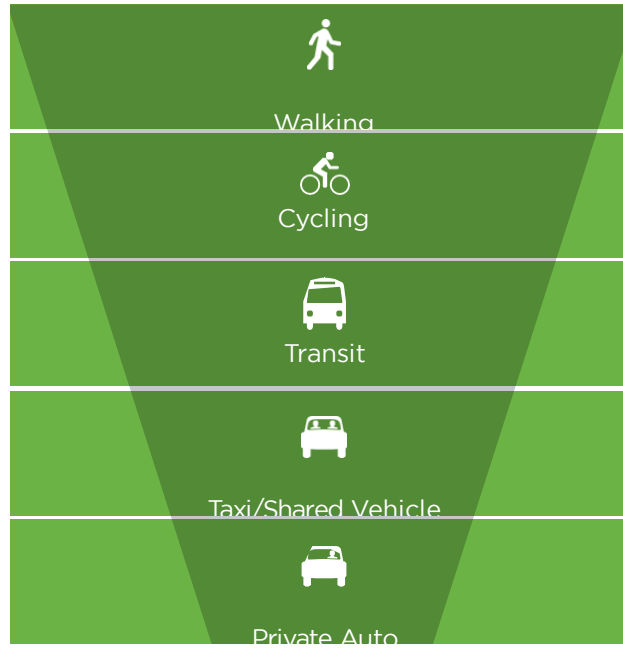 Walking
Cycling
Transit
Taxi/Shared Vehicle
Private Auto